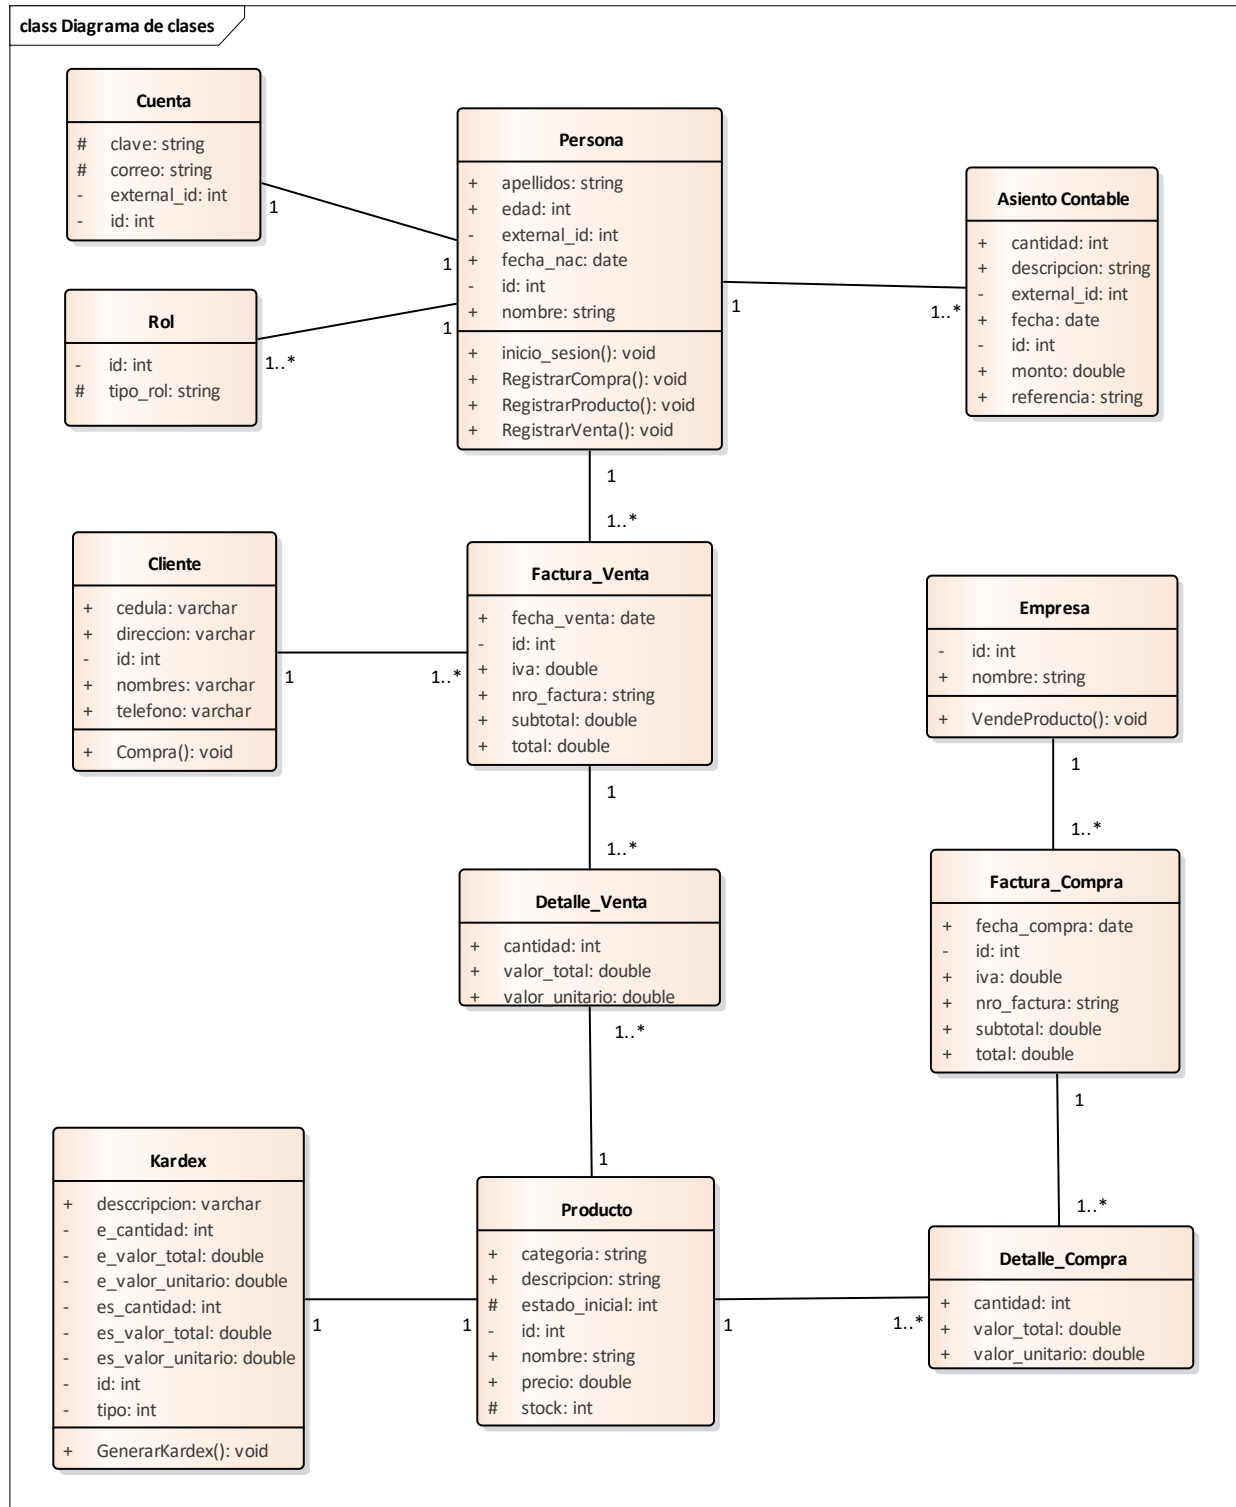 class Diagrama de clases
Cuenta
# clave: string
# correo: string
- external_id: int
- id: int
1
1
Persona
+ apellidos: string
+ edad: int
- external_id: int
+ fecha_nac: date
- id: int
+ nombre: string
+ inicio_sesion(): void
+ RegistrarCompra(): void
+ RegistrarProducto(): void
+ RegistrarVenta(): void
Asiento Contable
+ cantidad: int
+ descripcion: string
- external_id: int
+ fecha: date
- id: int
+ monto: double
+ referencia: string
1
1..*
Rol
- id: int
# tipo_rol: string
1..*
1
1
1..*
Cliente
+ cedula: varchar
+ direccion: varchar
- id: int
+ nombres: varchar
+ telefono: varchar
+ Compra(): void
1
1..*
Factura_Venta
+ fecha_venta: date
- id: int
+ iva: double
+ nro_factura: string
+ subtotal: double
+ total: double
Empresa
- id: int
+ nombre: string
+ VendeProducto(): void
1
1..*
1
1..*
Detalle_Venta
+ cantidad: int
+ valor_total: double
+ valor_unitario: double
Factura_Compra
+ fecha_compra: date
- id: int
+ iva: double
+ nro_factura: string
+ subtotal: double
+ total: double
1..*
1
1
1..*
Kardex
+ desccripcion: varchar
- e_cantidad: int
- e_valor_total: double
- e_valor_unitario: double
- es_cantidad: int
- es_valor_total: double
- es_valor_unitario: double
- id: int
- tipo: int
+ GenerarKardex(): void
1
1
Producto
+ categoria: string
+ descripcion: string
# estado_inicial: int
- id: int
+ nombre: string
+ precio: double
# stock: int
1
1..*
Detalle_Compra
+ cantidad: int
+ valor_total: double
+ valor_unitario: double